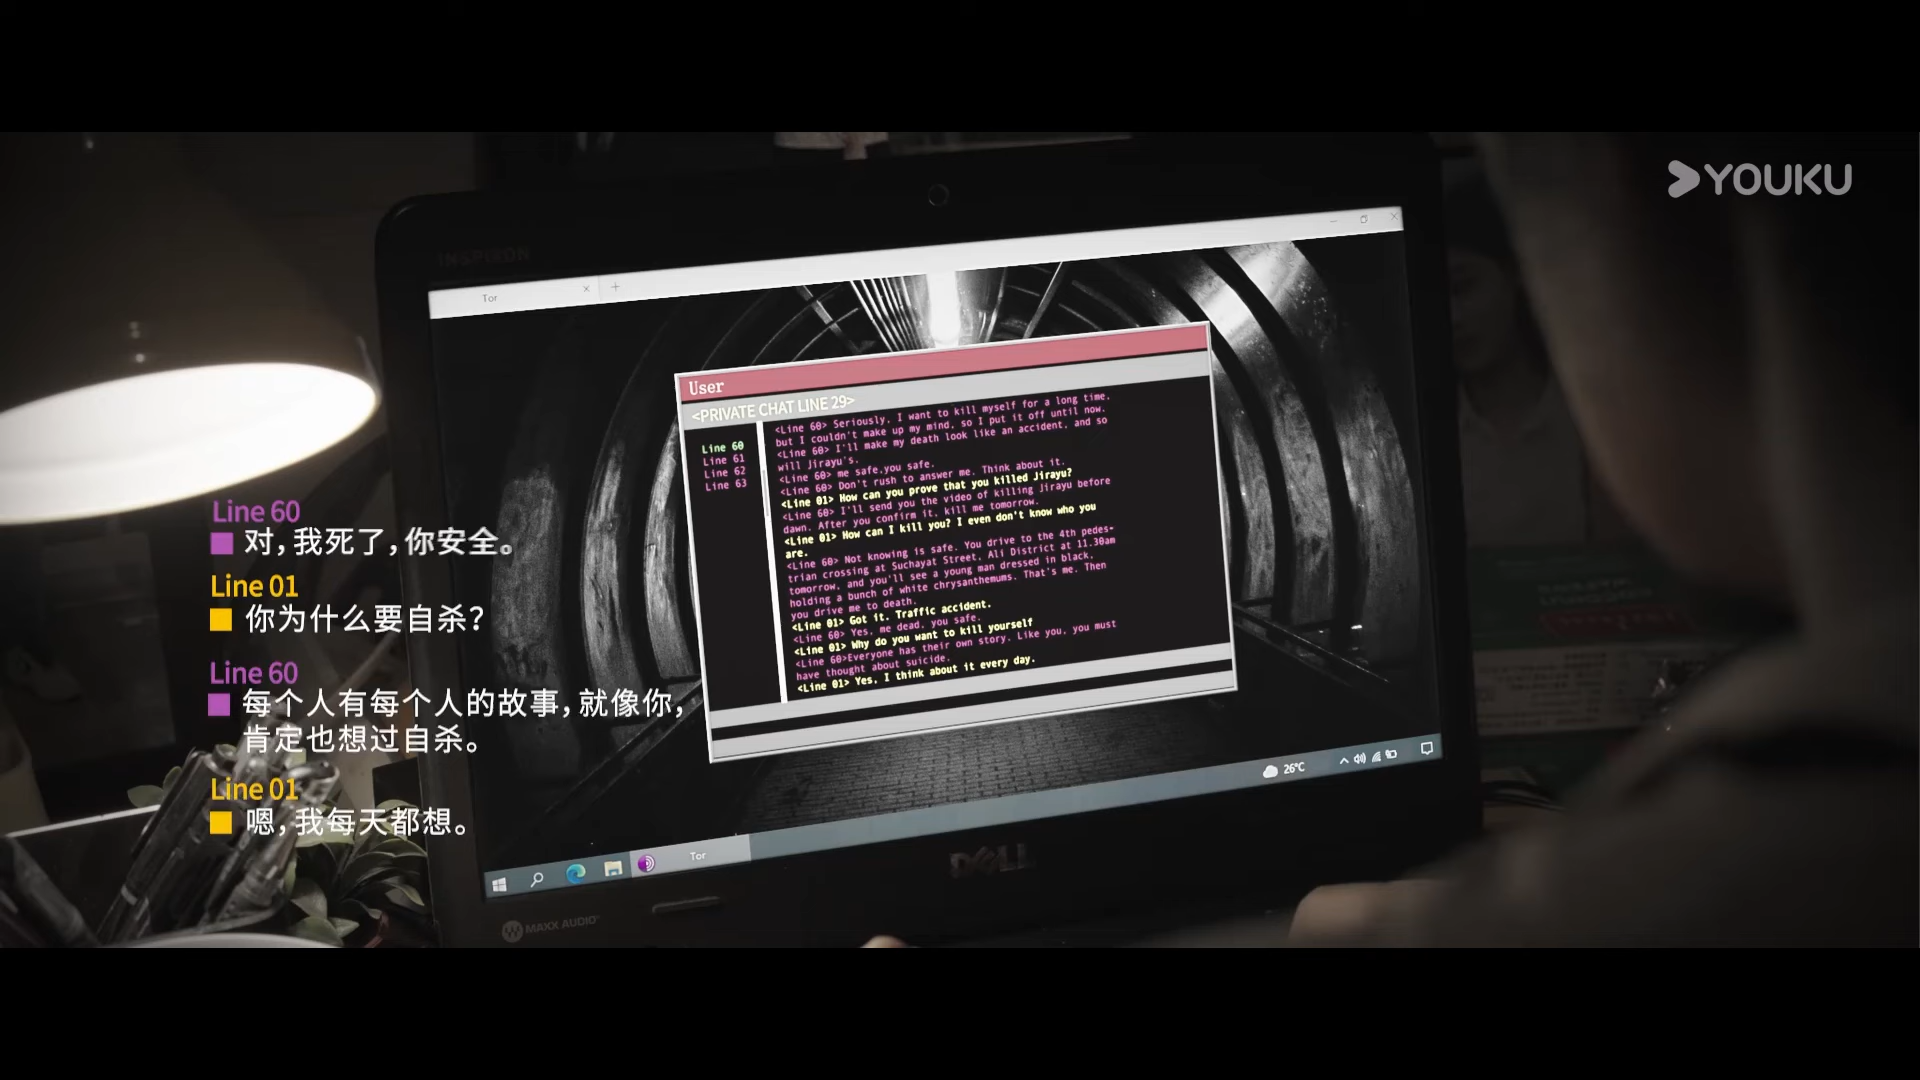 YOUKU
INSPIRON
Tor
User
<PRIVATE CHAT LINE 29>
Line 60
Line 61
Line 62
Line 63
<Line 60> Seriously, I want to kill myself for a long time,
but I couldn't make up my mind, so I put it off until now.
<Line 60> I'll make my death look like an accident, and so
will Jirayu's.
<Line 60> me safe,you safe.
<Line 60> Don't rush to answer me. Think about it.
<Line 01> How can you prove that you killed Jirayu?
<Line 60> I'll send you the video of killing Jirayu before
dawn. After you confirm it, kill me tomorrow.
<Line 01> How can I kill you? I even don't know who you
are.
<Line 60> Not knowing is safe. You drive to the 4th pedes-
trian crossing at Suchayat Street, Ali District at 11.30am
tomorrow, and you'll see a young man dressed in black,
holding a bunch of white chrysanthemums. That's me. Then
you drive me to death.
<Line 01> Got it. Traffic accident.
<Line 60> Yes, me dead, you safe.
<Line 01> Why do you want to kill yourself
<Line 60>Everyone has their own story. Like you, you must
have thought about suicide.
<Line 01> Yes, I think about it every day.
Line 60
对，我死了，你安全。
Line 01
你为什么要自杀？
Line 60
每个人有每个人的故事，就像你，
肯定也想过自杀。
Line 01
嗯，我每天都想。
26°C
Tor
DELL
MAXX AUDIO